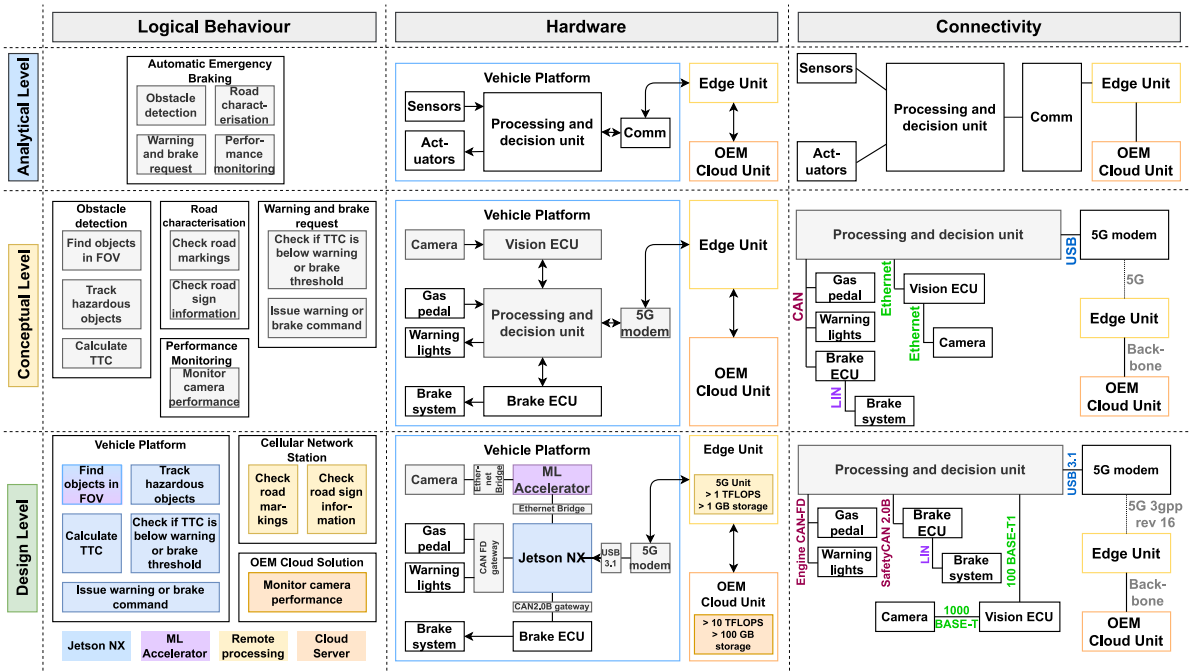 Logical Behaviour
Hardware
Connectivity
Analytical Level
Automatic Emergency
Braking
Obstacle
detection
Road
charact-
erisation
Warning
and brake
request
Perfor-
mance
monitoring
Vehicle Platform
Sensors
Act-
uators
Processing and
decision unit
Comm
Edge Unit
OEM
Cloud Unit
Sensors
Act-
uators
Processing and
decision unit
Comm
Edge Unit
OEM
Cloud Unit
Conceptual Level
Obstacle
detection
Find objects
in FOV
Track
hazardous
objects
Calculate
TTC
Road
characterisation
Check road
markings
Check road
sign
information
Performance
Monitoring
Monitor
camera
performance
Warning and brake
request
Check if TTC is
below warning
or brake
threshold
Issue warning or
brake command
Vehicle Platform
Camera
Vision ECU
Gas
pedal
Warning
lights
Processing and
decision unit
5G
modem
Brake
system
Brake ECU
Edge Unit
OEM
Cloud Unit
Processing and decision unit
USB
5G modem
CAN
Gas
pedal
Warning
lights
Brake
ECU
LIN
Brake
system
Ethernet
Vision ECU
Ethernet
Camera
5G
Edge Unit
Back-
bone
OEM
Cloud Unit
Design Level
Vehicle Platform
Find
objects in
FOV
Track
hazardous
objects
Calculate
TTC
Check if TTC is
below warning
or brake
threshold
Issue warning or brake
command
Cellular Network
Station
Check
road
mar-
kings
Check
road sign
infor-
mation
OEM Cloud Solution
Monitor camera
performance
Jetson NX
ML
Accelerator
Remote
processing
Cloud
Server
Vehicle Platform
Camera
Ether-
net
Bridge
ML
Accelerator
Ethernet Bridge
Gas
pedal
Warning
lights
CAN FD
gateway
Jetson NX
USB
3,1
5G
modem
CAN2.0B gateway
Brake
system
Brake ECU
Edge Unit
5G Unit
> 1 TFLOPS
> 1 GB storage
OEM
Cloud Unit
> 10 TFLOPS
> 100 GB
storage
Processing and decision unit
USB 3.1
5G modem
Engine CAN-FD
Gas
pedal
Warning
lights
SafetyCAN 2.0B
Brake
ECU
LIN
Brake
system
100 BASE-T1
Camera
1000
BASE-T
Vision ECU
5G 3gpp
rev 16
Edge Unit
Back-
bone
OEM
Cloud Unit